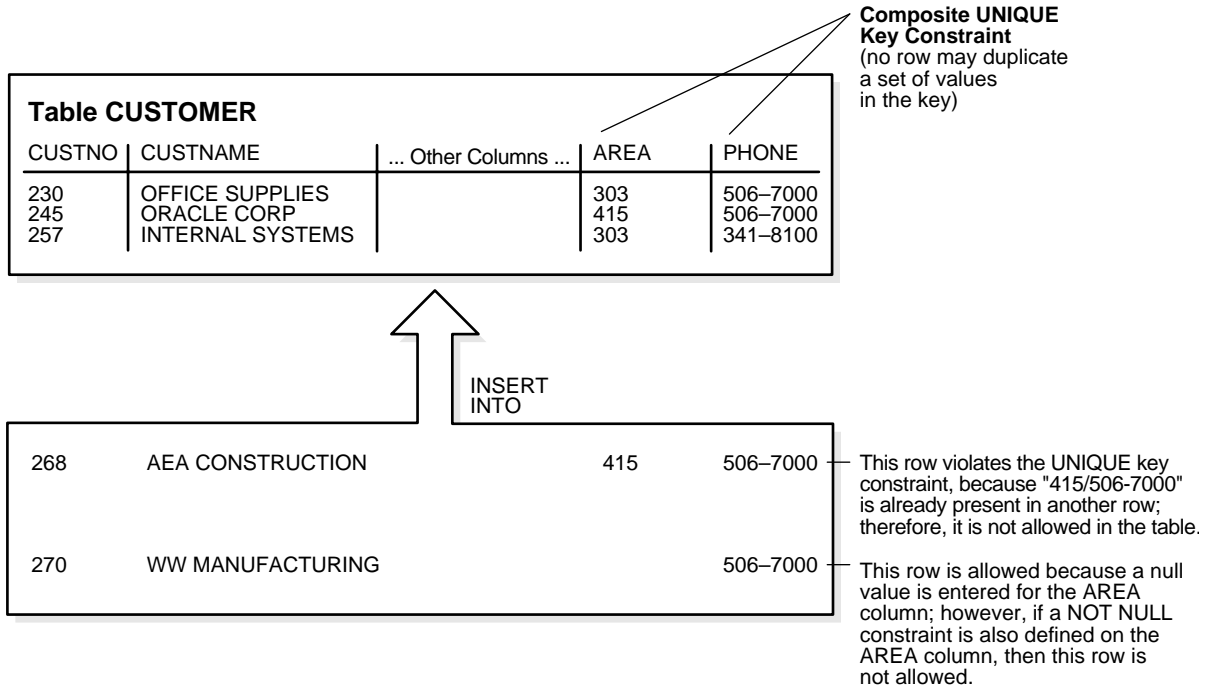 Composite UNIQUE
Key Constraint
(no row may duplicate
a set of values
in the key)
Table CUSTOMER
CUSTNO CUSTNAME ... Other Columns ... AREA PHONE
230 OFFICE SUPPLIES 303 506–7000
245 ORACLE CORP 415 506–7000
257 INTERNAL SYSTEMS 303 341–8100
INSERT
INTO
268 AEA CONSTRUCTION 415 506–7000
This row violates the UNIQUE key
constraint, because "415/506-7000"
is already present in another row;
therefore, it is not allowed in the table.
270 WW MANUFACTURING 506–7000
This row is allowed because a null
value is entered for the AREA
column; however, if a NOT NULL
constraint is also defined on the
AREA column, then this row is
not allowed.